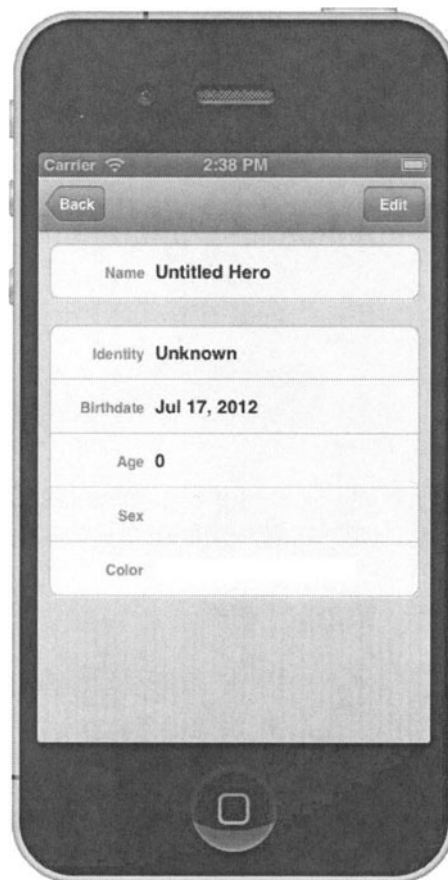 Carrier 2:38 PM
Back Edit
Name Untitled Hero
Identity Unknown
Birthdate Jul 17, 2012
Age 0
Sex
Color